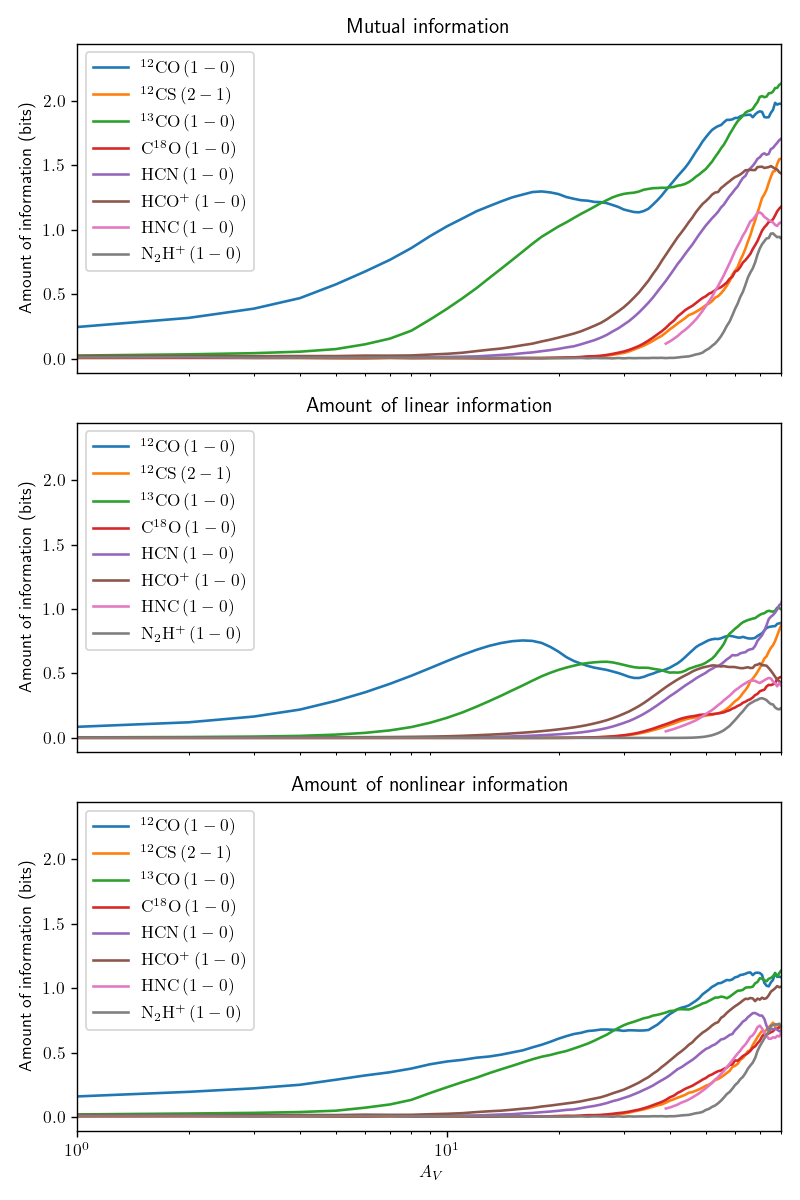 Mutual information
Amount of information (bits)
2.0
1.5
1.0
0.5
0.0
¹²CO (1 − 0)
¹²CS (2 − 1)
¹³CO (1 − 0)
C¹⁸O (1 − 0)
HCN (1 − 0)
HCO⁺ (1 − 0)
HNC (1 − 0)
N₂H⁺ (1 − 0)
Amount of linear information
Amount of information (bits)
2.0
1.5
1.0
0.5
0.0
¹²CO (1 − 0)
¹²CS (2 − 1)
¹³CO (1 − 0)
C¹⁸O (1 − 0)
HCN (1 − 0)
HCO⁺ (1 − 0)
HNC (1 − 0)
N₂H⁺ (1 − 0)
Amount of nonlinear information
Amount of information (bits)
2.0
1.5
1.0
0.5
0.0
¹²CO (1 − 0)
¹²CS (2 − 1)
¹³CO (1 − 0)
C¹⁸O (1 − 0)
HCN (1 − 0)
HCO⁺ (1 − 0)
HNC (1 − 0)
N₂H⁺ (1 − 0)
10⁰ 10¹
A_V